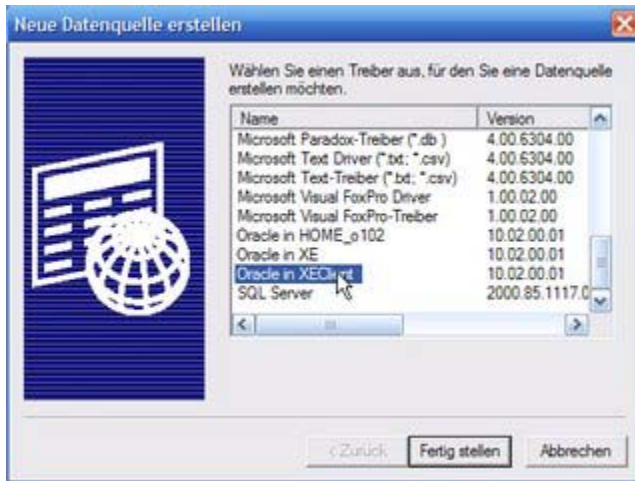 Neue Datenquelle erstellen
Wählen Sie einen Treiber aus, für den Sie eine Datenquelle
erstellen möchten.
Name Version
Microsoft Paradox-Treiber (*.db ) 4.00.6304.00
Microsoft Text Driver (*.txt; *.csv) 4.00.6304.00
Microsoft Text-Treiber (*.txt; *.csv) 4.00.6304.00
Microsoft Visual FoxPro Driver 1.00.02.00
Microsoft Visual FoxPro-Treiber 1.00.02.00
Oracle in HOME_o102 10.02.00.01
Oracle in XE 10.02.00.01
Oracle in XEClient 10.02.00.01
SQL Server 2000.85.1117.0
< Zurück Fertig stellen Abbrechen